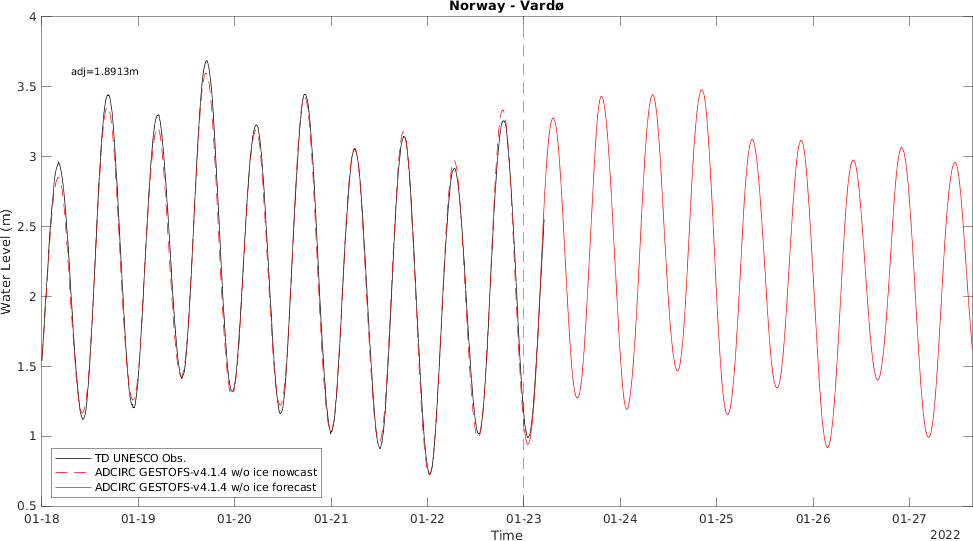 Norway - Vardø
4
adj=1.8913m
3.5
3
2.5
Water Level (m)
2
1.5
1
TD UNESCO Obs.
ADCIRC GESTOFS-v4.1.4 w/o ice nowcast
ADCIRC GESTOFS-v4.1.4 w/o ice forecast
0.5
01-18 01-19 01-20 01-21 01-22 01-23 01-24 01-25 01-26 01-27
Time
2022